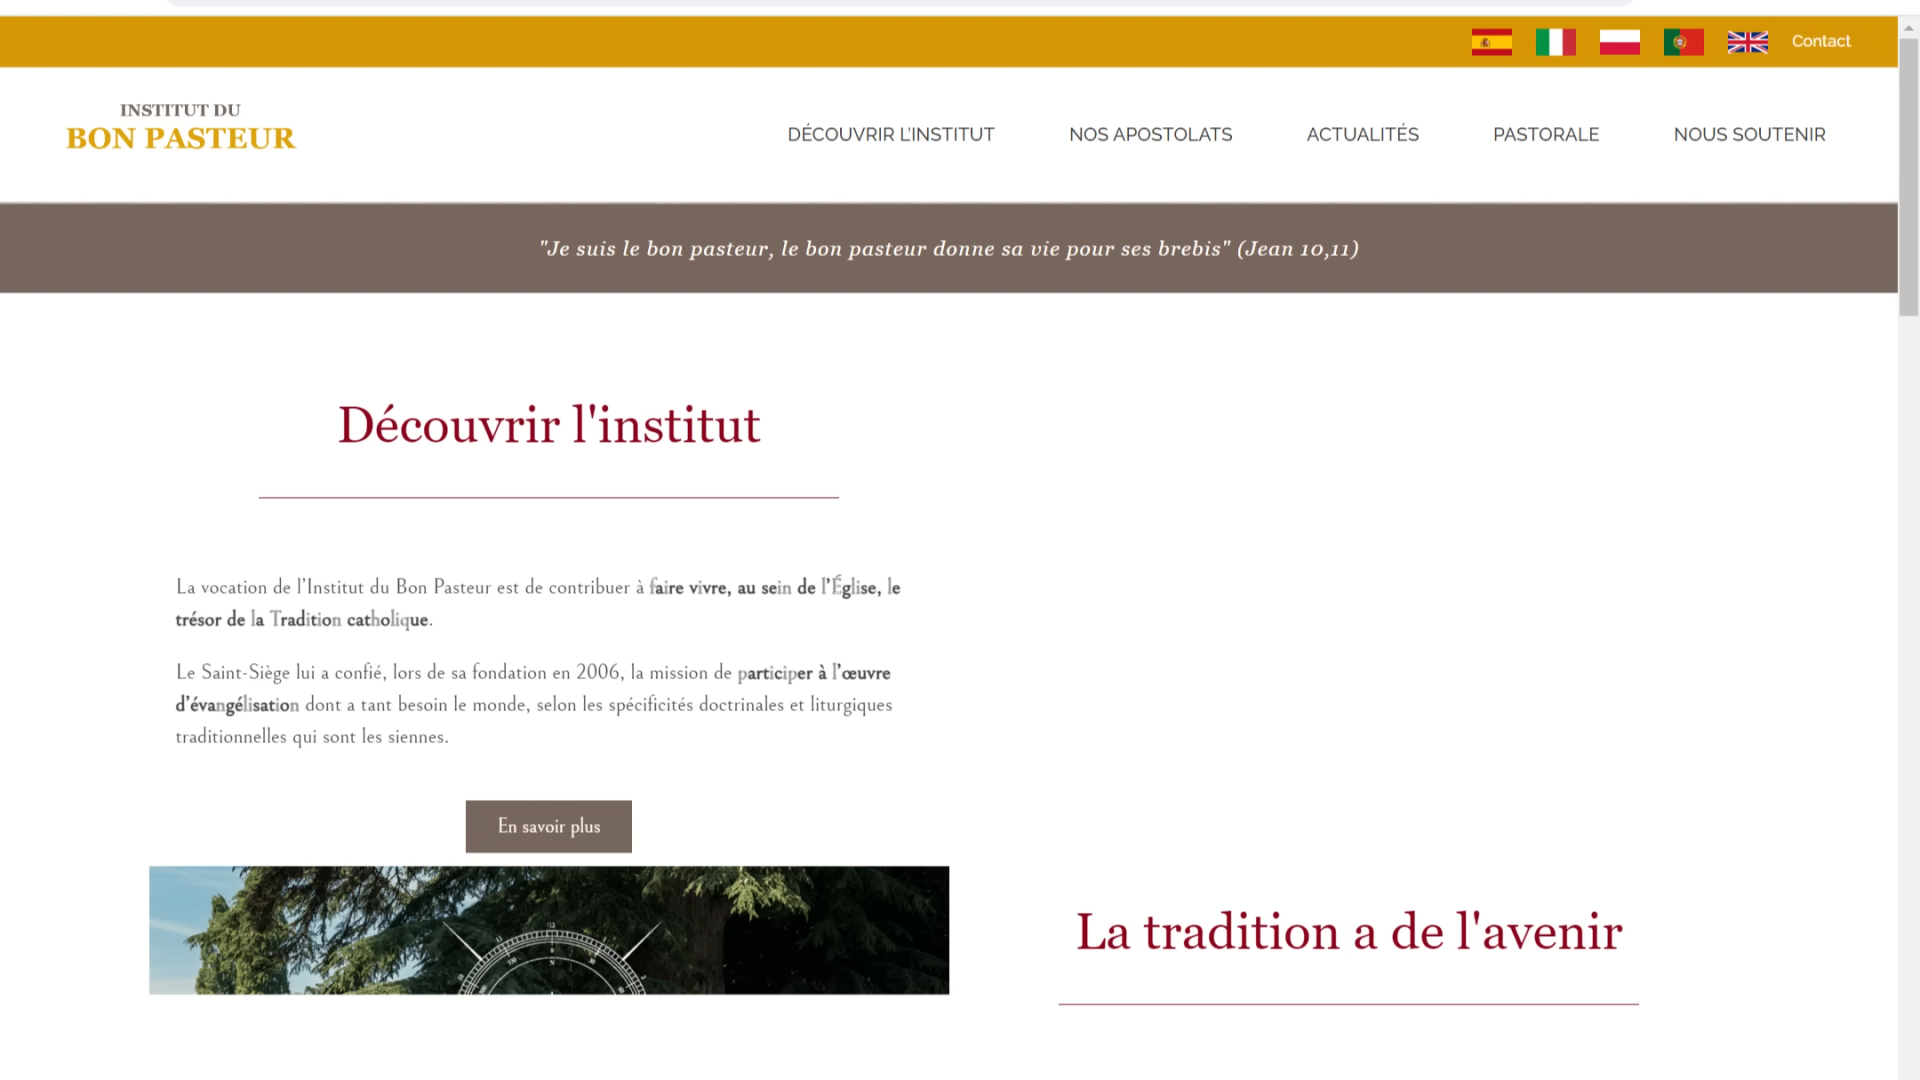 Contact
INSTITUT DU
BON PASTEUR
DÉCOUVRIR L'INSTITUT
NOS APOSTOLATS
ACTUALITÉS
PASTORALE
NOUS SOUTENIR
"Je suis le bon pasteur, le bon pasteur donne sa vie pour ses brebis" (Jean 10,11)
Découvrir l'institut
La vocation de l’Institut du Bon Pasteur est de contribuer à faire vivre, au sein de l’Église, le
trésor de la Tradition catholique.
Le Saint-Siège lui a confié, lors de sa fondation en 2006, la mission de participer à l’œuvre
d’évangélisation dont a tant besoin le monde, selon les spécificités doctrinales et liturgiques
traditionnelles qui sont les siennes.
En savoir plus
La tradition a de l'avenir